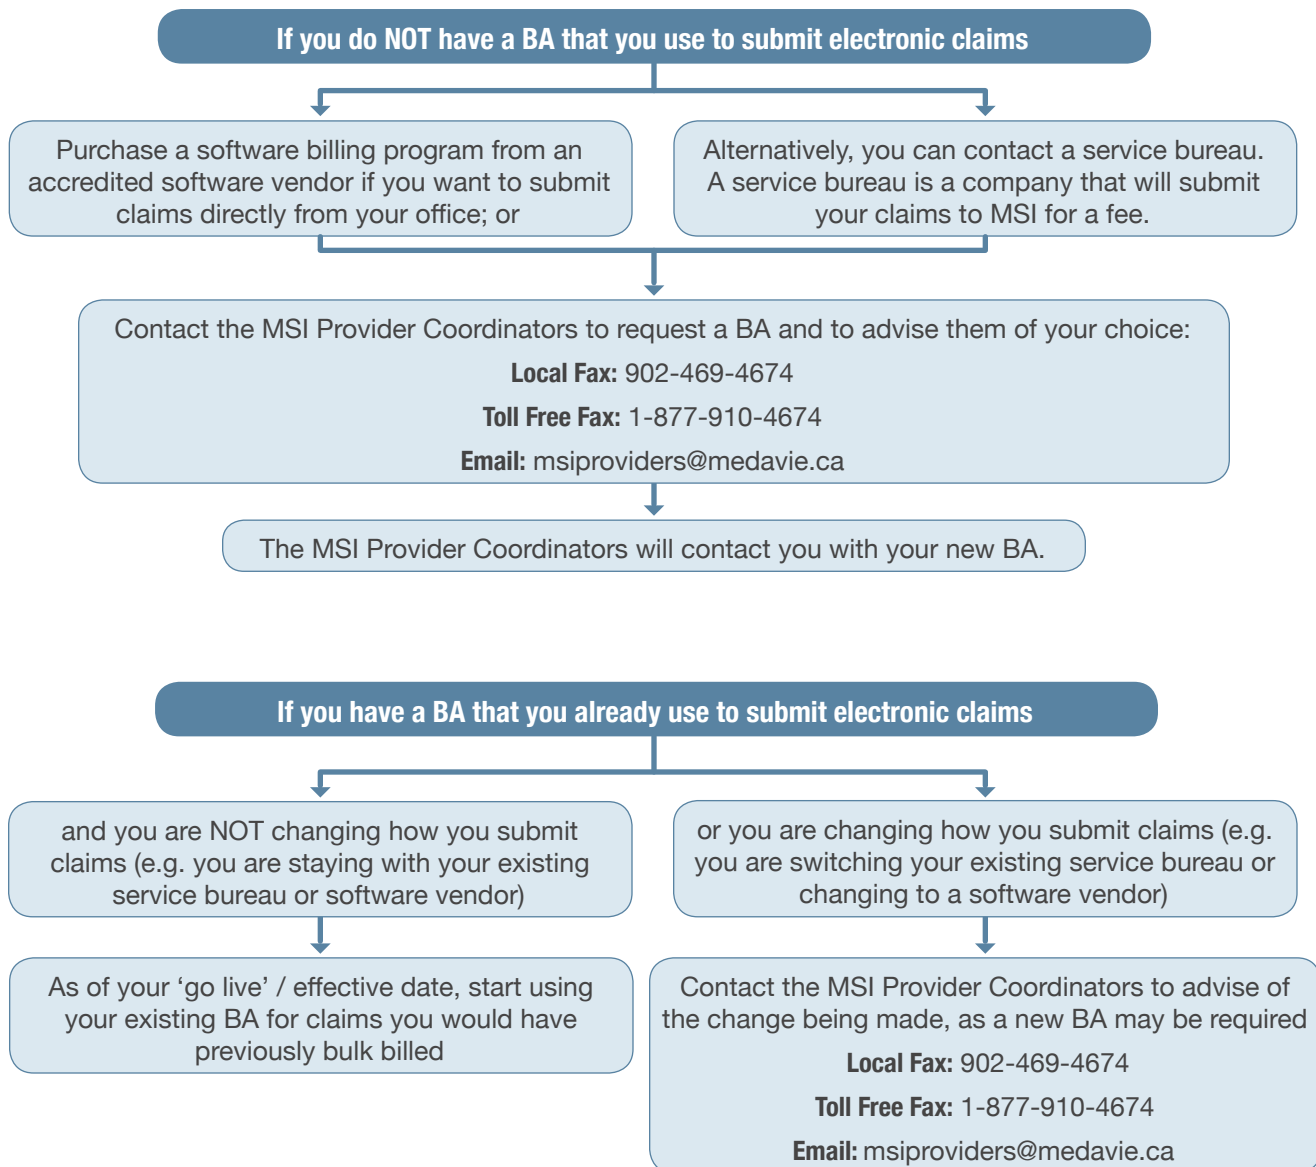 If you do NOT have a BA that you use to submit electronic claims
Purchase a software billing program from an
accredited software vendor if you want to submit
claims directly from your office; or
Alternatively, you can contact a service bureau.
A service bureau is a company that will submit
your claims to MSI for a fee.
Contact the MSI Provider Coordinators to request a BA and to advise them of your choice:
Local Fax: 902-469-4674
Toll Free Fax: 1-877-910-4674
Email: msiproviders@medavie.ca
The MSI Provider Coordinators will contact you with your new BA.
If you have a BA that you already use to submit electronic claims
and you are NOT changing how you submit
claims (e.g. you are staying with your existing
service bureau or software vendor)
or you are changing how you submit claims (e.g.
you are switching your existing service bureau or
changing to a software vendor)
As of your ‘go live’ / effective date, start using
your existing BA for claims you would have
previously bulk billed
Contact the MSI Provider Coordinators to advise of
the change being made, as a new BA may be required
Local Fax: 902-469-4674
Toll Free Fax: 1-877-910-4674
Email: msiproviders@medavie.ca